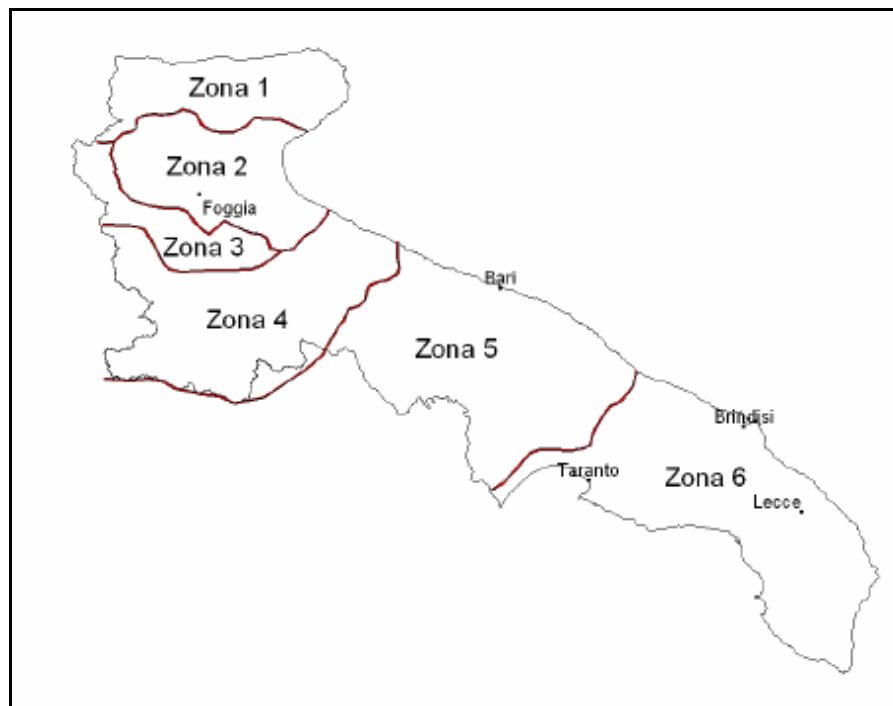 Zona 1
Zona 2
Foggia
Zona 3
Bari
Zona 4
Zona 5
Brindisi
Taranto
Zona 6
Lecce